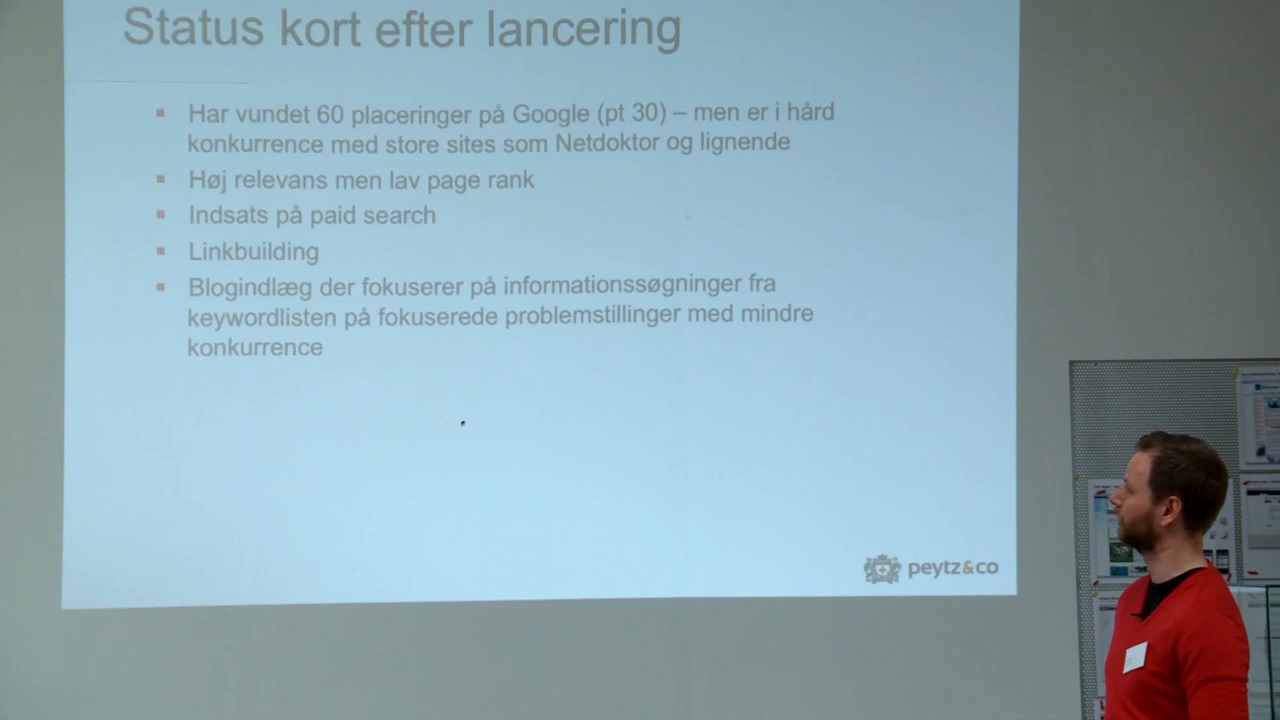 Status kort efter lancering
Har vundet 60 placeringer på Google (pt 30) – men er i hård
konkurrence med store sites som Netdoktor og lignende
Høj relevans men lav page rank
Indsats på paid search
Linkbuilding
Blogindlæg der fokuserer på informationssøgninger fra
keywordlisten på fokuserede problemstillinger med mindre
konkurrence
peytz&co